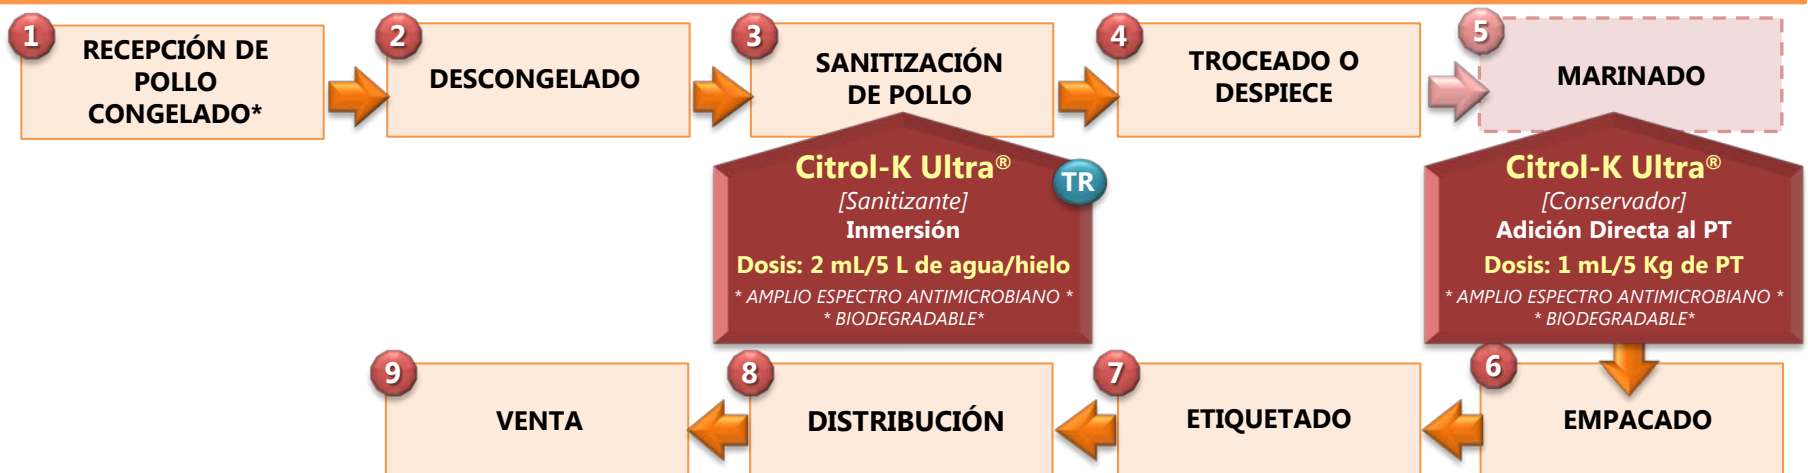 1
RECEPCIÓN DE
POLLO
CONGELADO*
2
DESCONGELADO
3
SANITIZACIÓN
DE POLLO
4
TROCEADO O
DESPIECE
5
MARINADO
Citrol-K Ultra®
[Sanitizante]
Inmersión
Dosis: 2 mL/5 L de agua/hielo
* AMPLIO ESPECTRO ANTIMICROBIANO *
* BIODEGRADABLE*
TR
Citrol-K Ultra®
[Conservador]
Adición Directa al PT
Dosis: 1 mL/5 Kg de PT
* AMPLIO ESPECTRO ANTIMICROBIANO *
* BIODEGRADABLE*
6
EMPACADO
7
ETIQUETADO
8
DISTRIBUCIÓN
9
VENTA